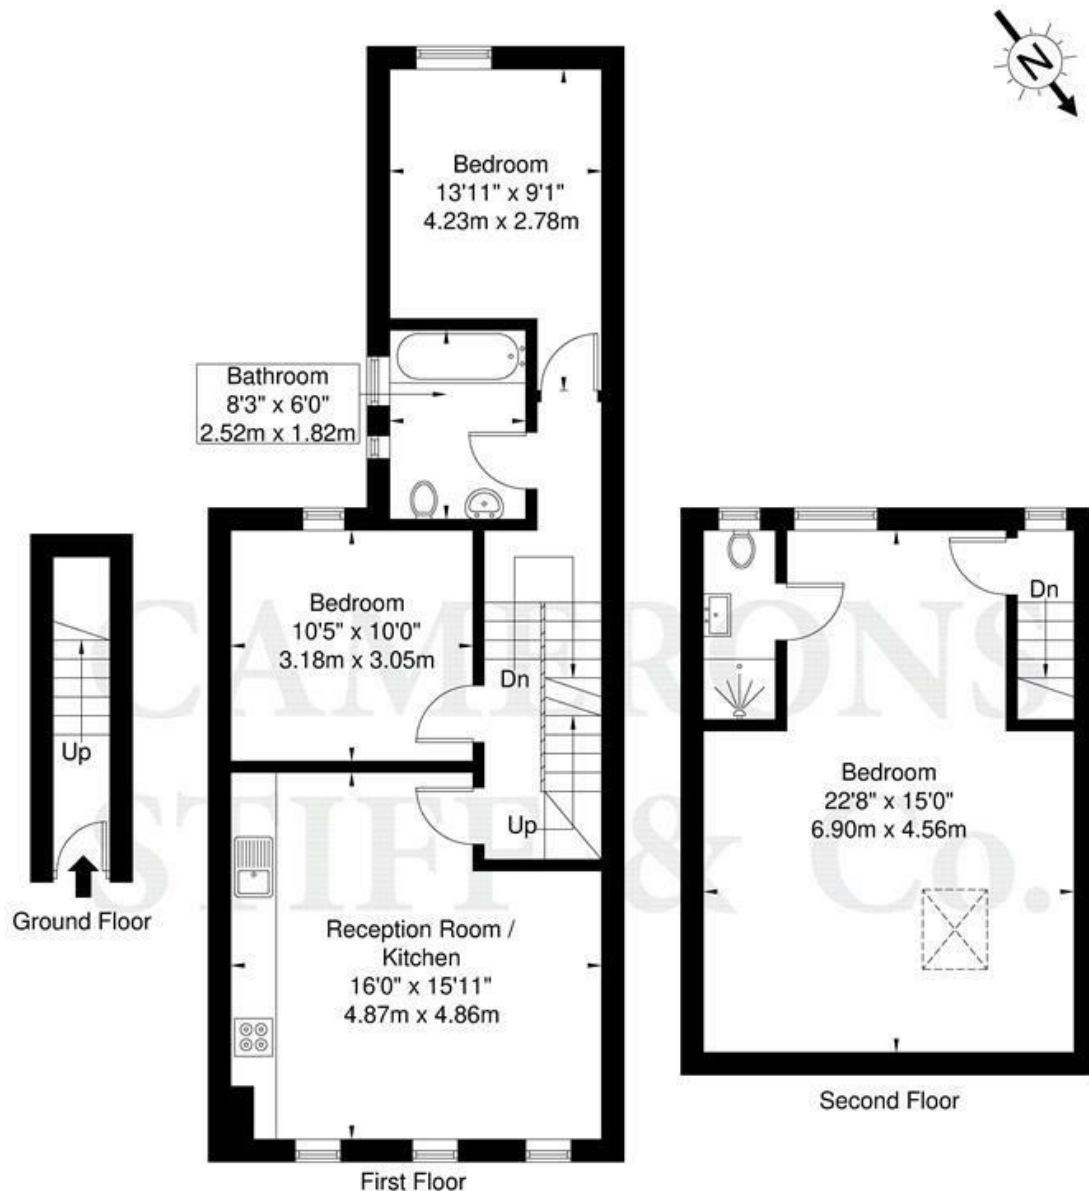 N
Bedroom
13'11" x 9'1"
4.23m x 2.78m
Bathroom
8'3" x 6'0"
2.52m x 1.82m
Bedroom
10'5" x 10'0"
3.18m x 3.05m
Dn
Up
Reception Room /
Kitchen
16'0" x 15'11"
4.87m x 4.86m
First Floor
Up
Ground Floor
Dn
Bedroom
22'8" x 15'0"
6.90m x 4.56m
Second Floor
CAMERONS
STIFF & Co.